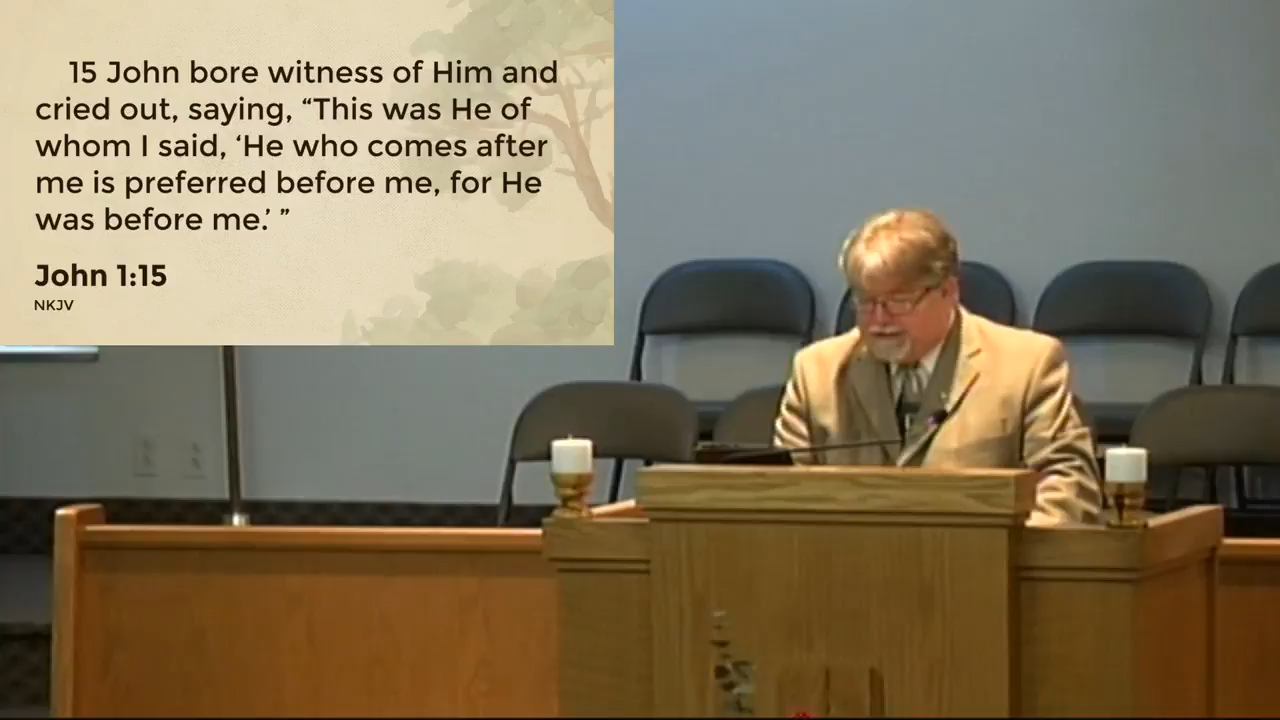 15 John bore witness of Him and
cried out, saying, “This was He of
whom I said, ‘He who comes after
me is preferred before me, for He
was before me.’ ”
John 1:15
NKJV